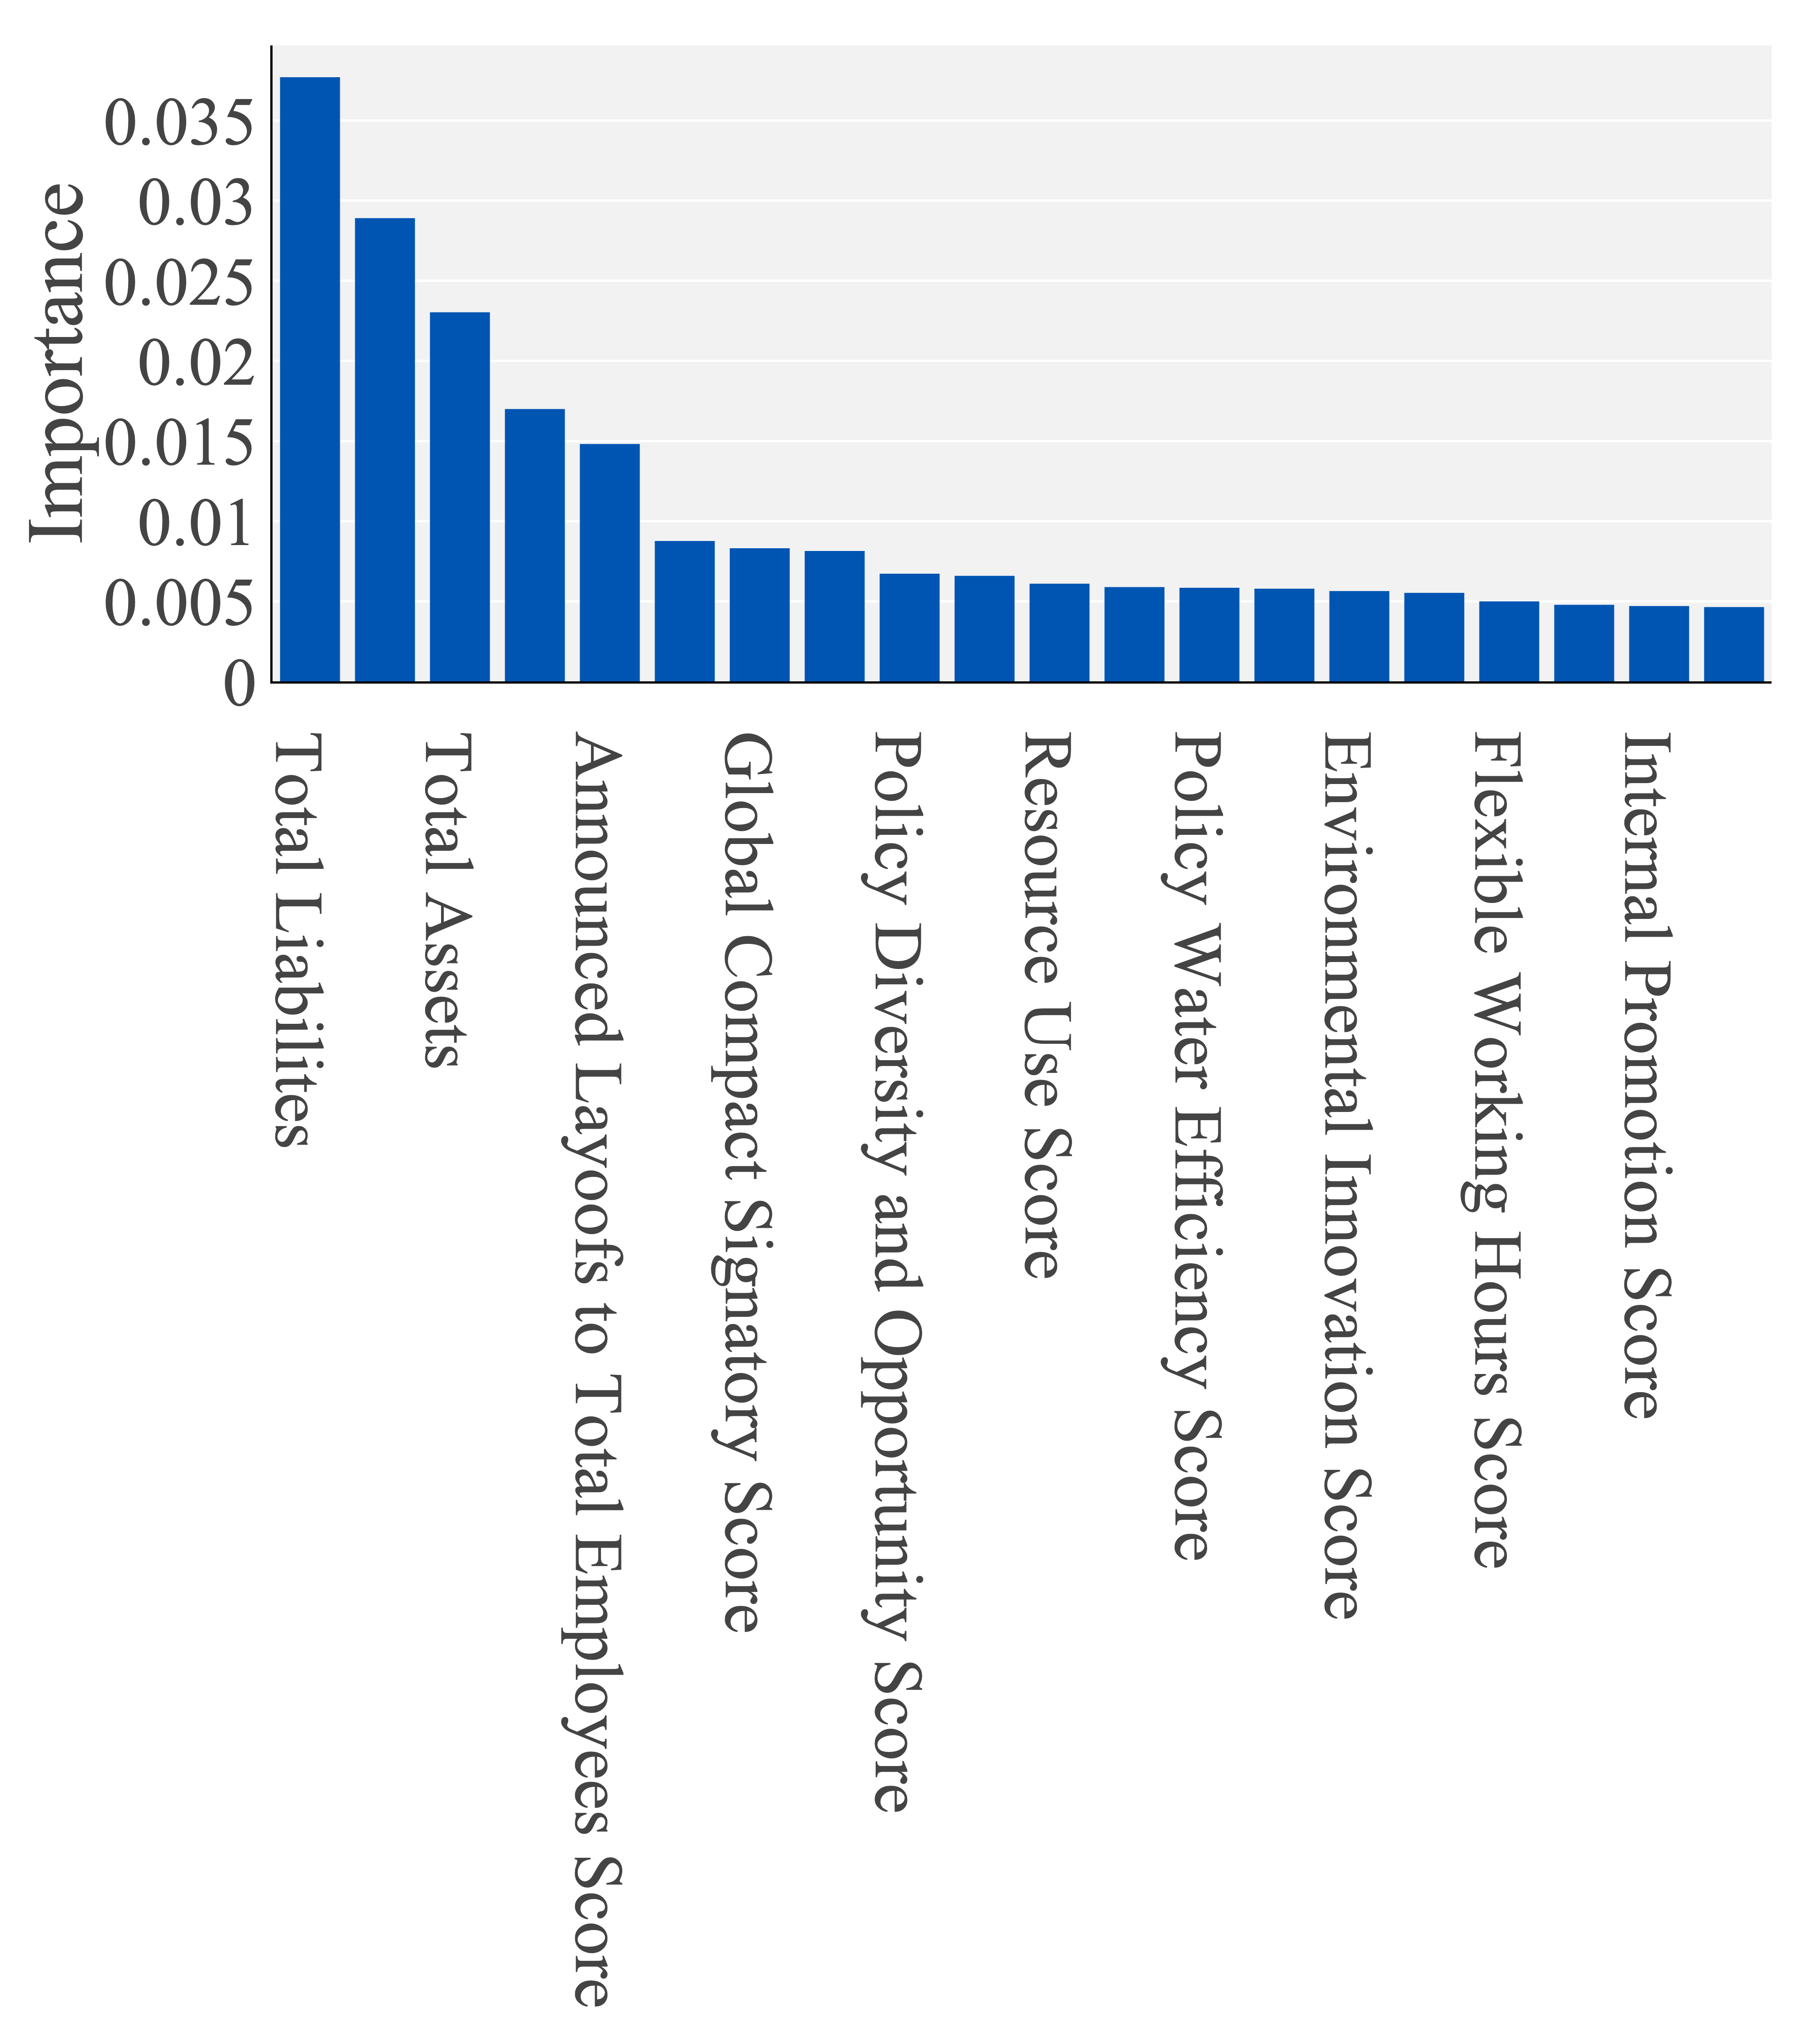 Importance
0.035
0.03
0.025
0.02
0.015
0.01
0.005
0
Total Liabilites
Total Assets
Announced Layoofs to Total Employees Score
Global Compact Signatory Score
Policy Diversity and Opportunity Score
Resource Use Score
Policy Water Efficiency Score
Environmental Innovation Score
Flexible Working Hours Score
Internal Promotion Score